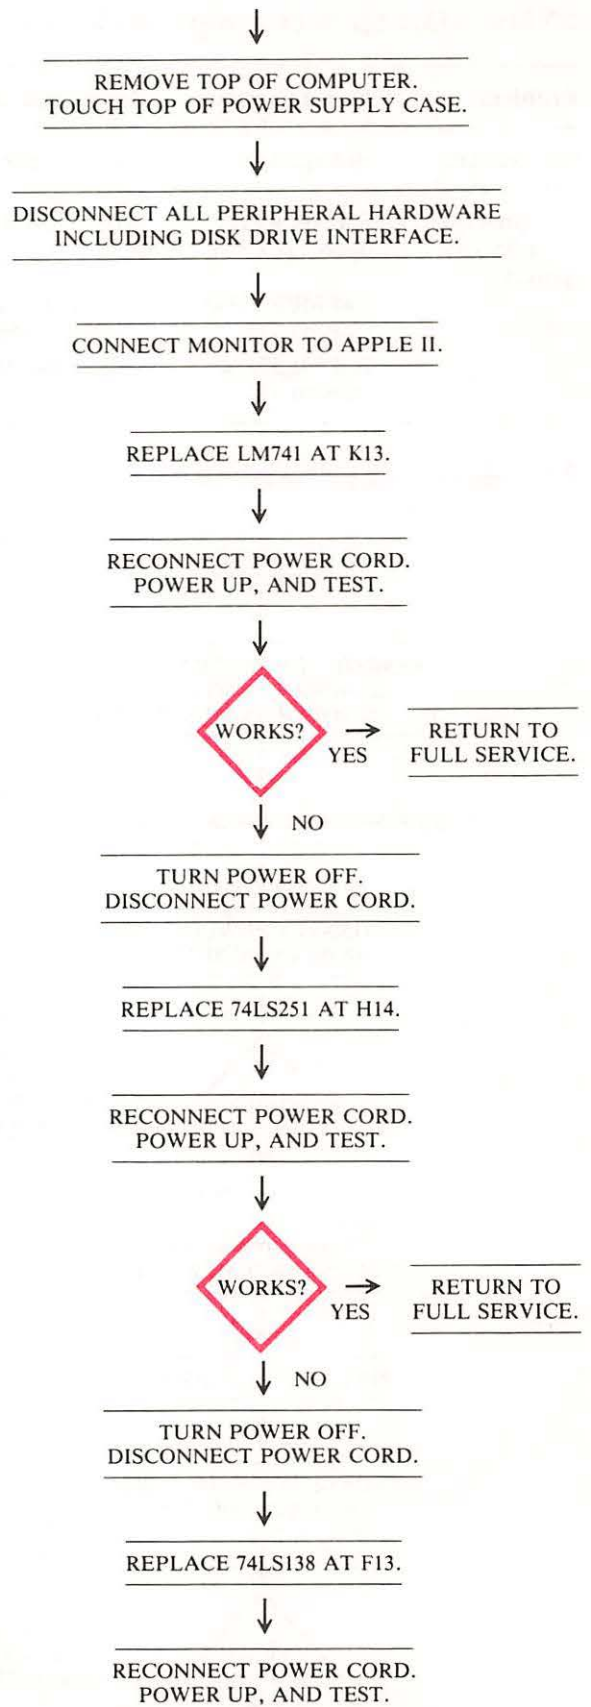 REMOVE TOP OF COMPUTER.
TOUCH TOP OF POWER SUPPLY CASE.
DISCONNECT ALL PERIPHERAL HARDWARE
INCLUDING DISK DRIVE INTERFACE.
CONNECT MONITOR TO APPLE II.
REPLACE LM741 AT K13.
RECONNECT POWER CORD.
POWER UP, AND TEST.
WORKS?
YES
RETURN TO
FULL SERVICE.
NO
TURN POWER OFF.
DISCONNECT POWER CORD.
REPLACE 74LS251 AT H14.
RECONNECT POWER CORD.
POWER UP, AND TEST.
WORKS?
YES
RETURN TO
FULL SERVICE.
NO
TURN POWER OFF.
DISCONNECT POWER CORD.
REPLACE 74LS138 AT F13.
RECONNECT POWER CORD.
POWER UP, AND TEST.